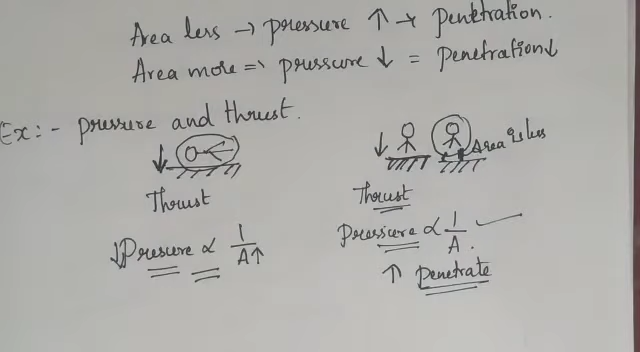 Area less → pressure ↑ → Penetration.
Area more => pressure ↓ = Penetration↓
Ex:- pressure and thrust.
↓
Thrust
↓Pressure ∝ 1/A↑
↓ Area is less
Thrust
Pressure ∝ 1/A.
↑ Penetrate